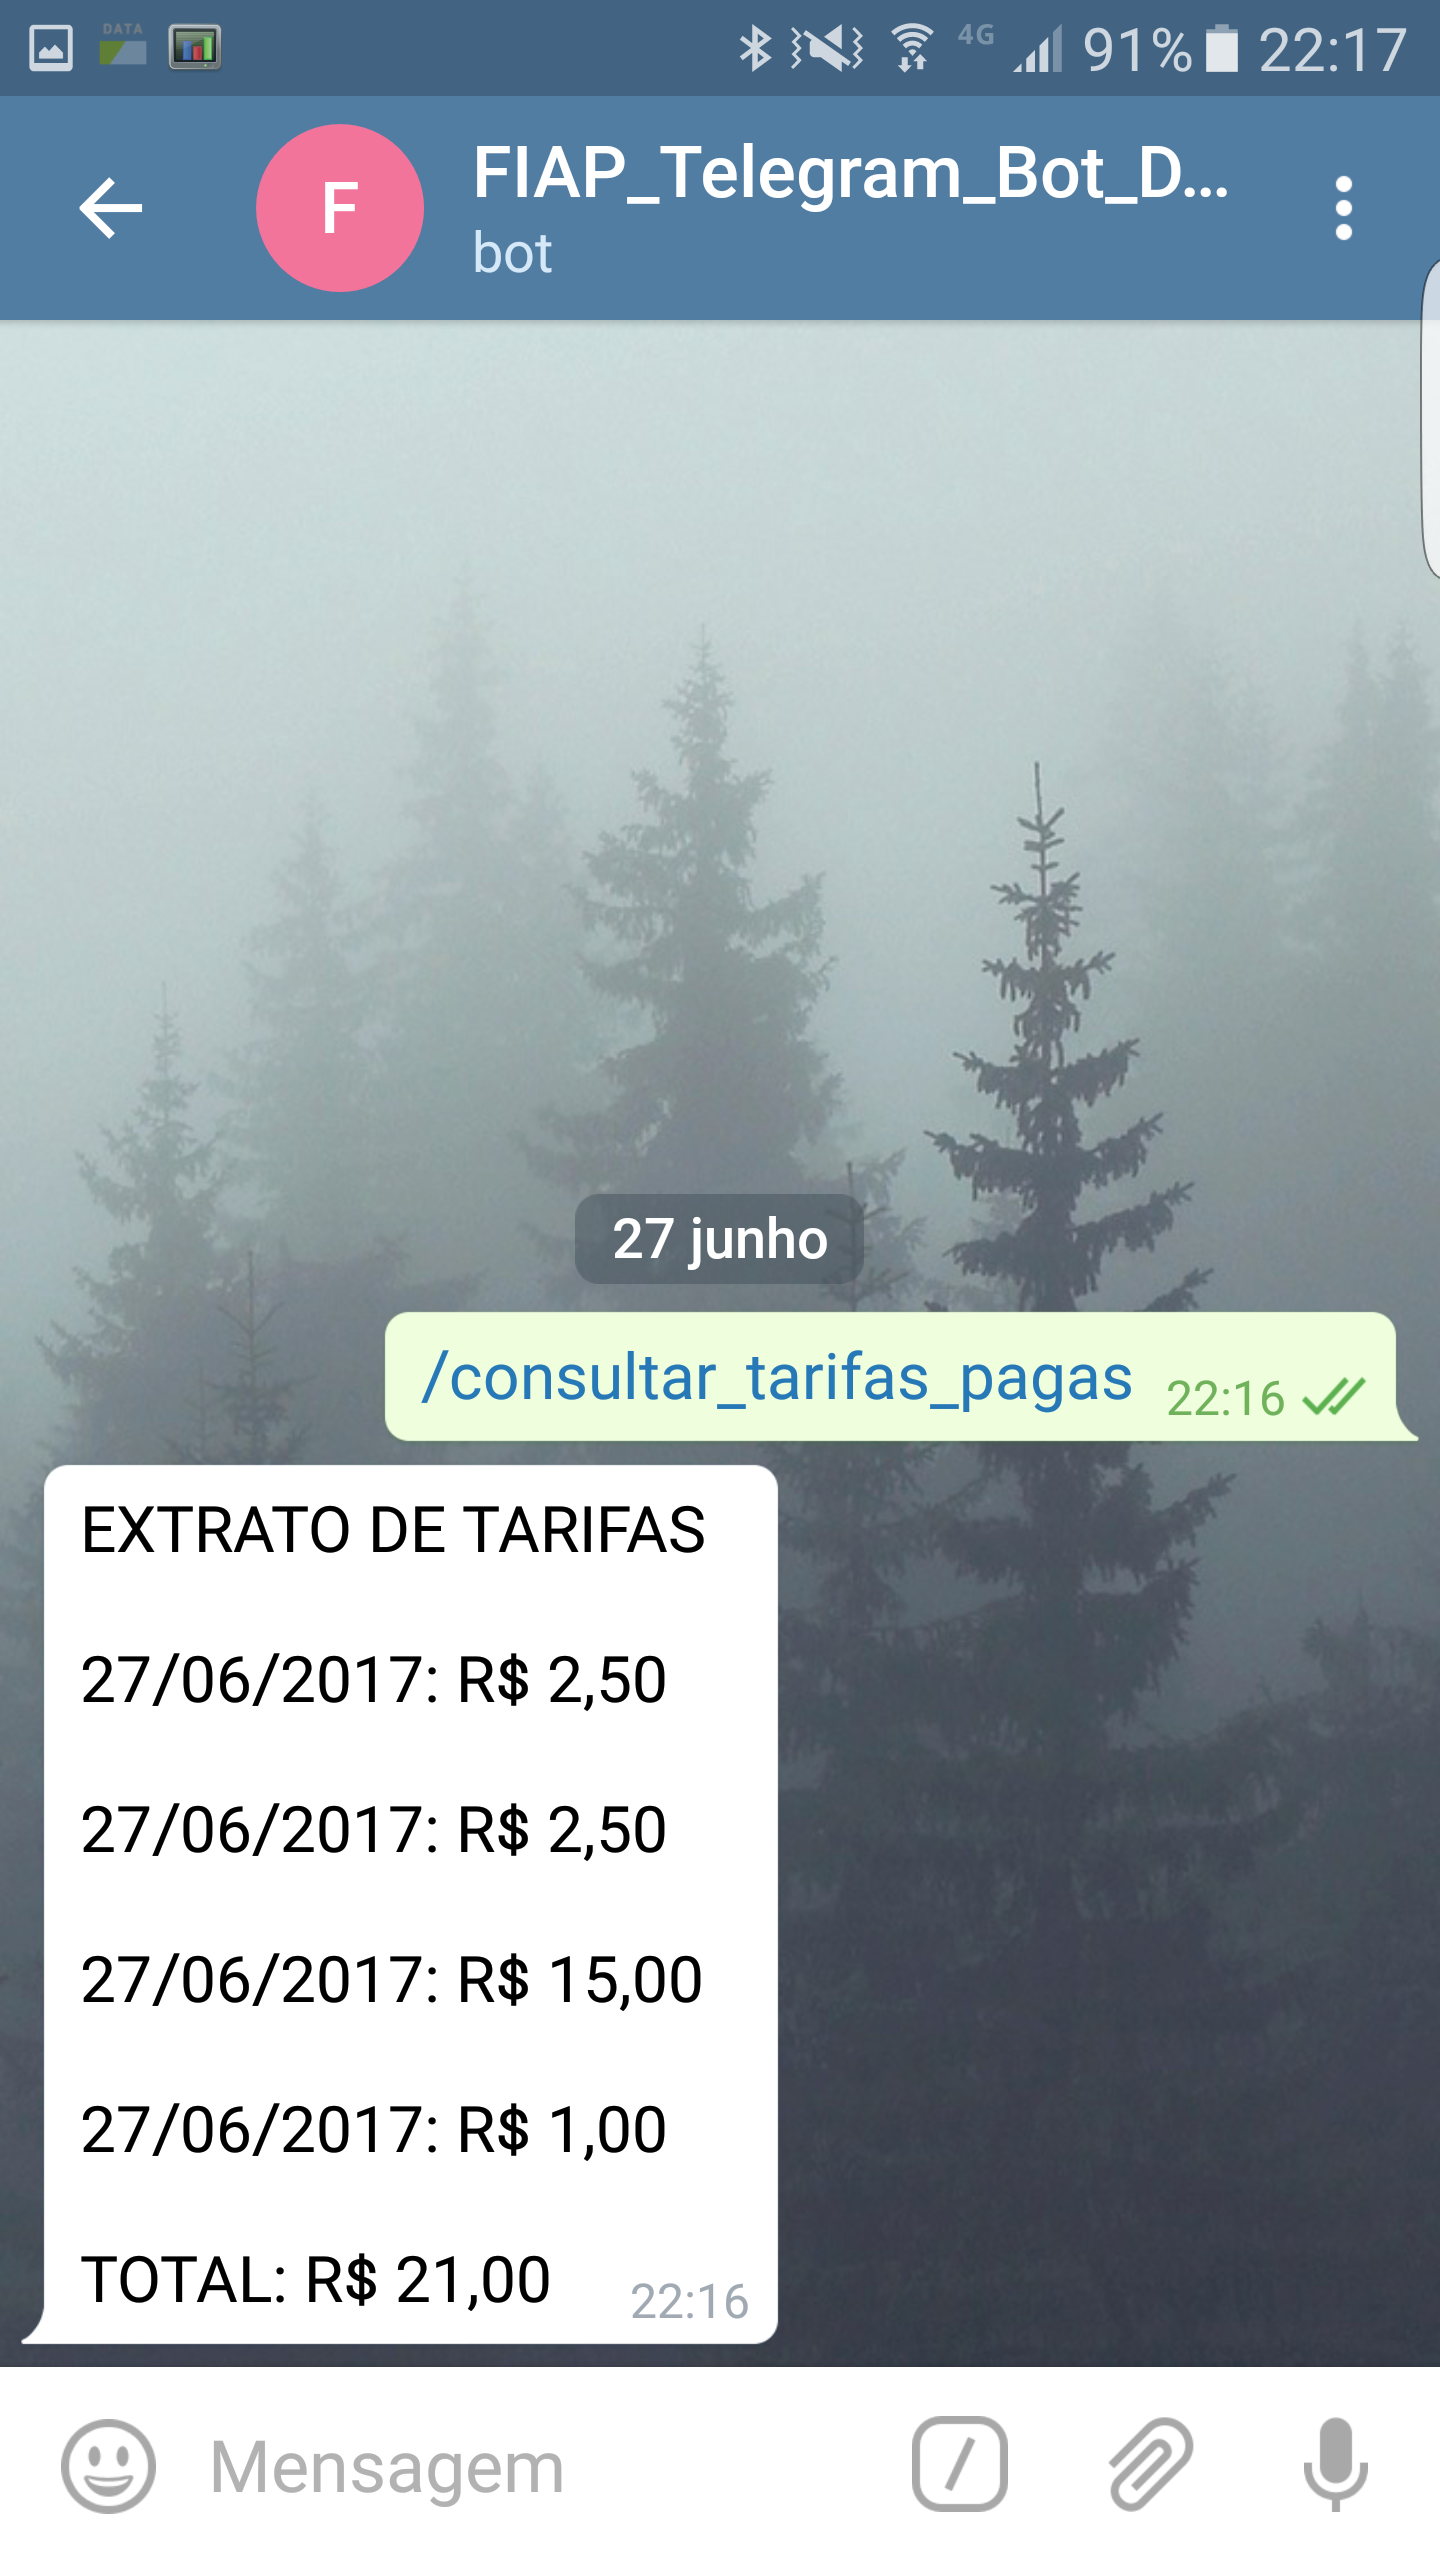 DATA
4G 91% 22:17
F
FIAP_Telegram_Bot_D...
bot
27 junho
/consultar_tarifas_pagas 22:16
EXTRATO DE TARIFAS
27/06/2017: R$ 2,50
27/06/2017: R$ 2,50
27/06/2017: R$ 15,00
27/06/2017: R$ 1,00
TOTAL: R$ 21,00 22:16
Mensagem